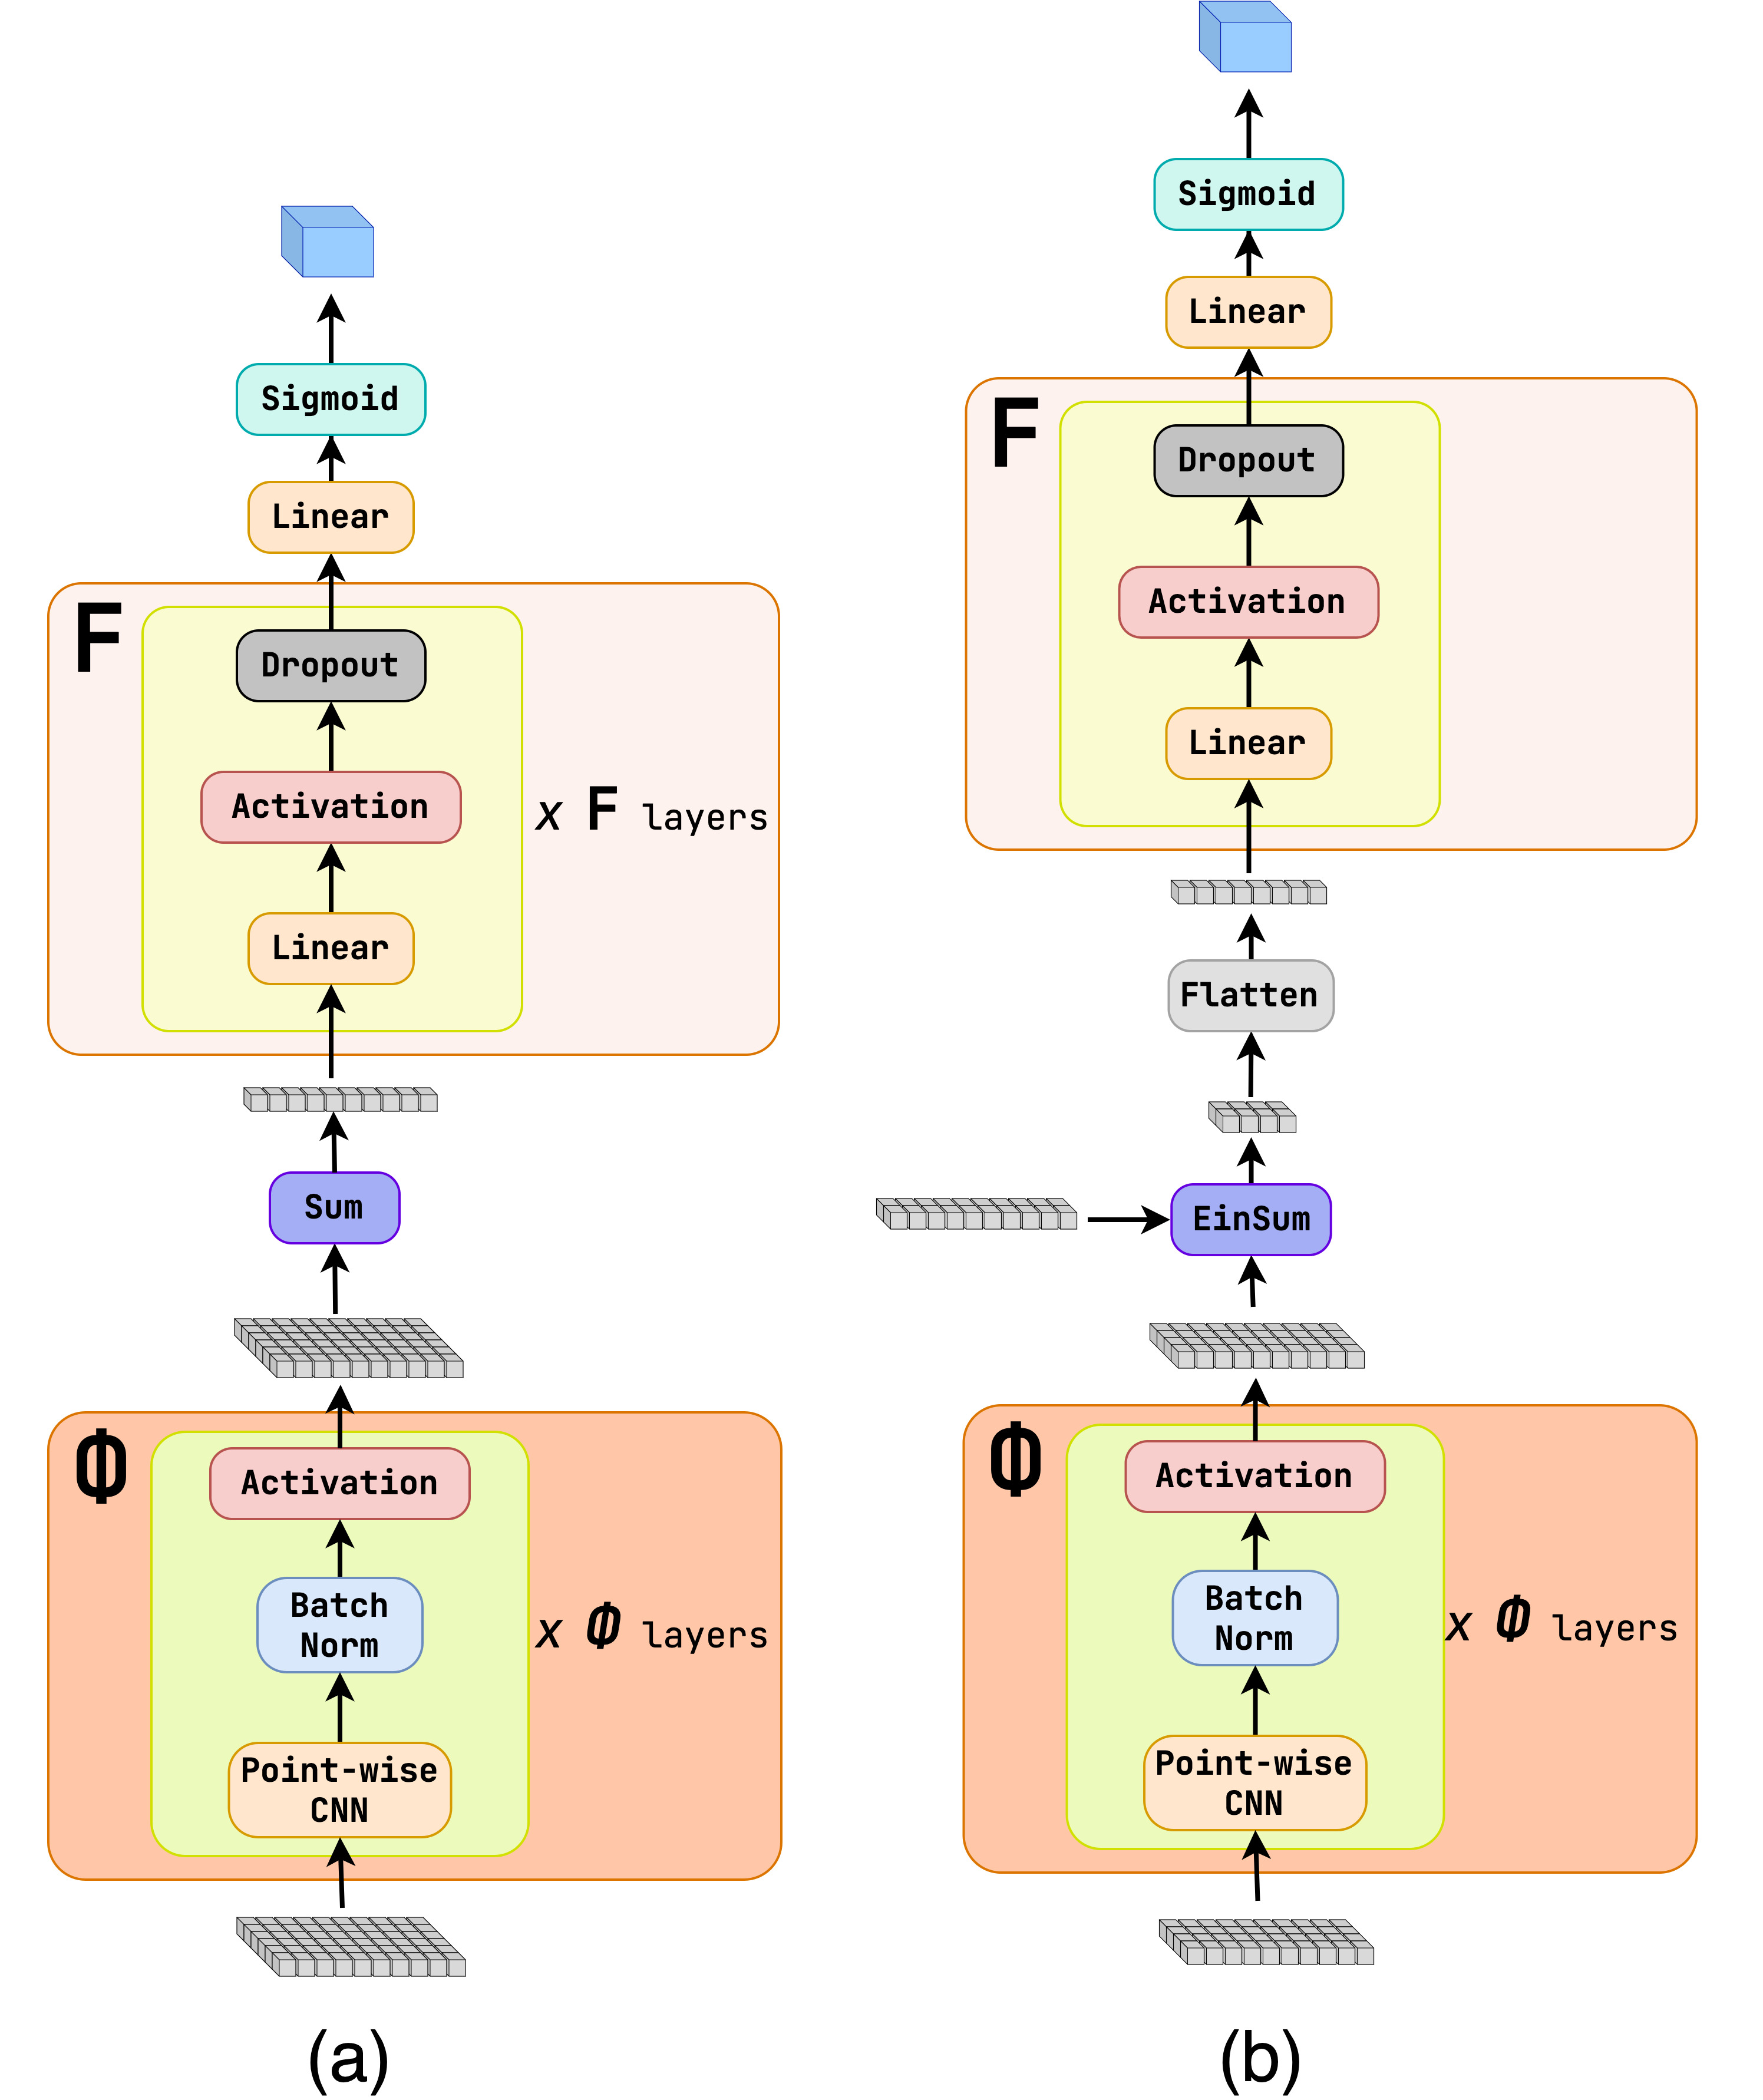 Sigmoid
Linear
F
Dropout
Activation
x F layers
Linear
Sum
Φ
Activation
Batch
Norm
x Φ layers
Point-wise
CNN
(a)
Sigmoid
Linear
F
Dropout
Activation
Linear
Flatten
EinSum
Φ
Activation
Batch
Norm
x Φ layers
Point-wise
CNN
(b)